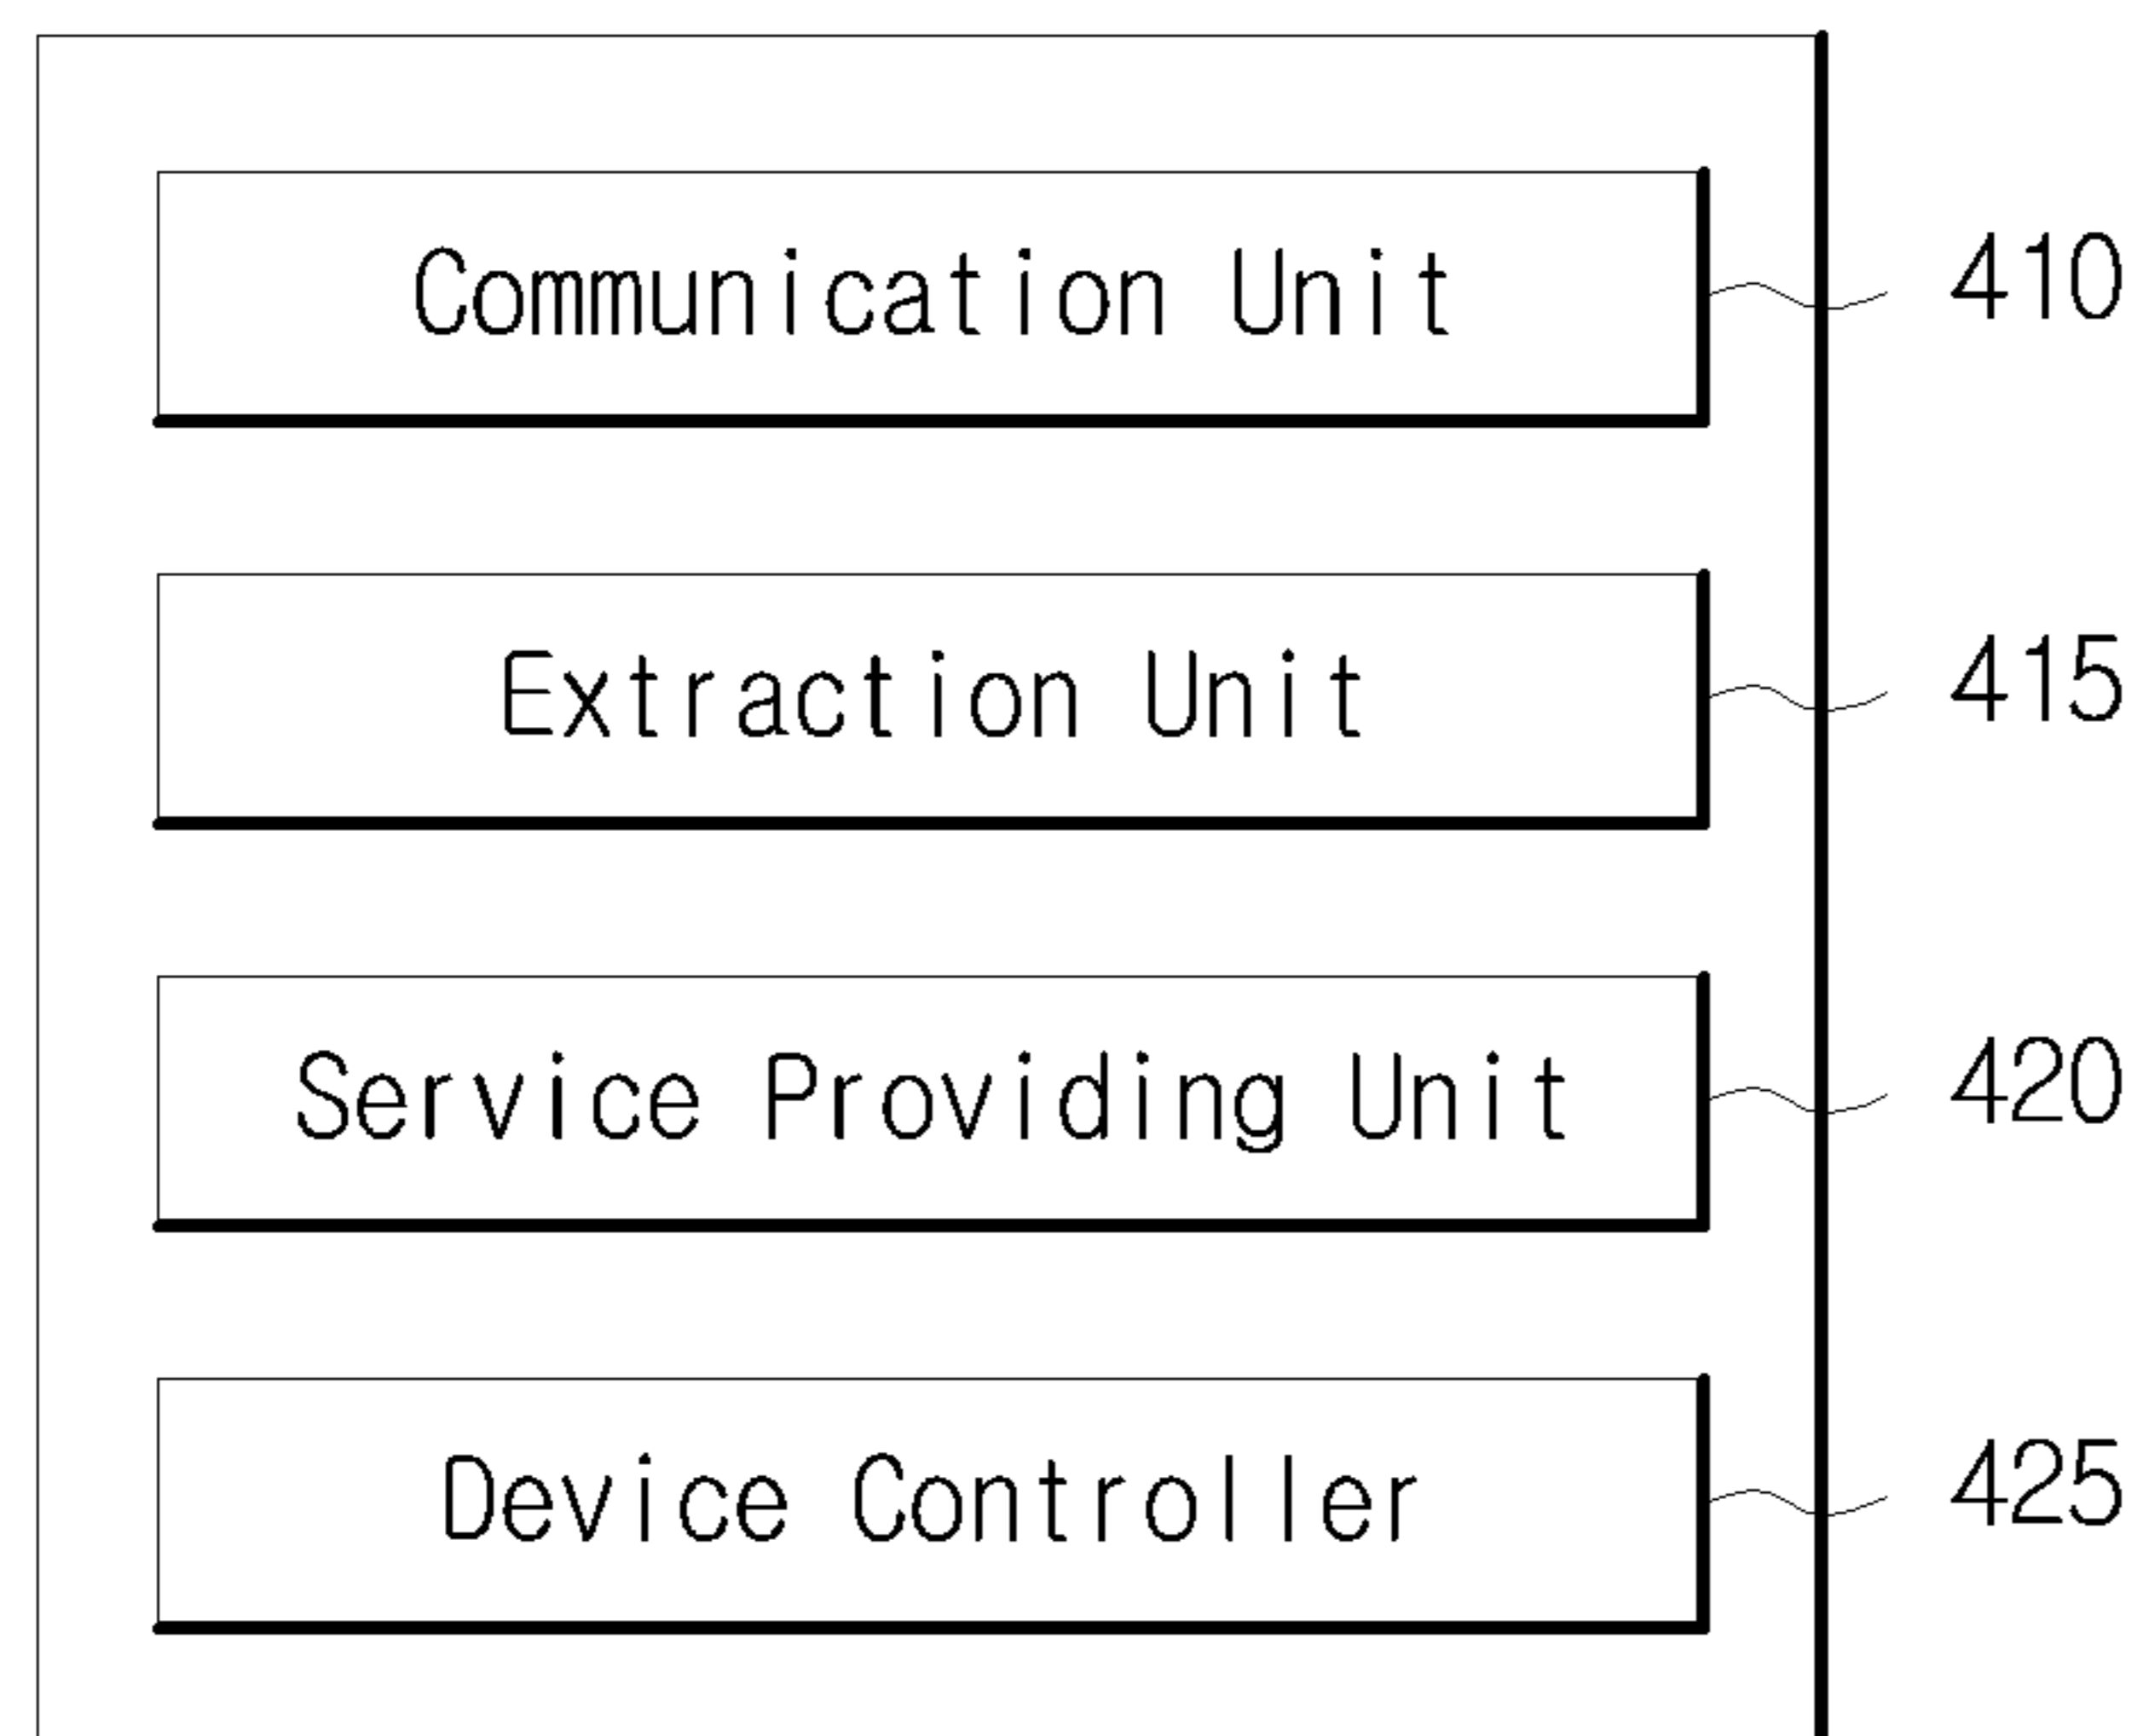 Communication Unit 410
Extraction Unit 415
Service Providing Unit 420
Device Controller 425